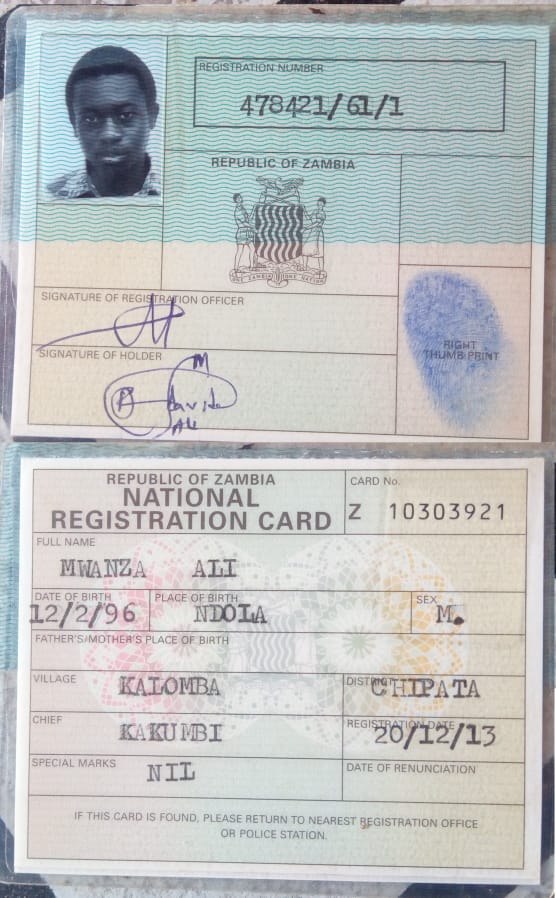 REGISTRATION NUMBER
478421/61/1
REPUBLIC OF ZAMBIA
ONE ZAMBIA ONE NATION
SIGNATURE OF REGISTRATION OFFICER
SIGNATURE OF HOLDER
RIGHT
THUMB PRINT
REPUBLIC OF ZAMBIA
NATIONAL
REGISTRATION CARD
CARD No.
Z 10303921
FULL NAME
MWANZA ALI
DATE OF BIRTH
12/2/96
PLACE OF BIRTH
NDOLA
SEX
M.
FATHER'S/MOTHER'S PLACE OF BIRTH
VILLAGE
KALOMBA
DISTRICT
CHIPATA
CHIEF
KAKUMBI
REGISTRATION DATE
20/12/13
SPECIAL MARKS
NIL
DATE OF RENUNCIATION
IF THIS CARD IS FOUND, PLEASE RETURN TO NEAREST REGISTRATION OFFICE
OR POLICE STATION.